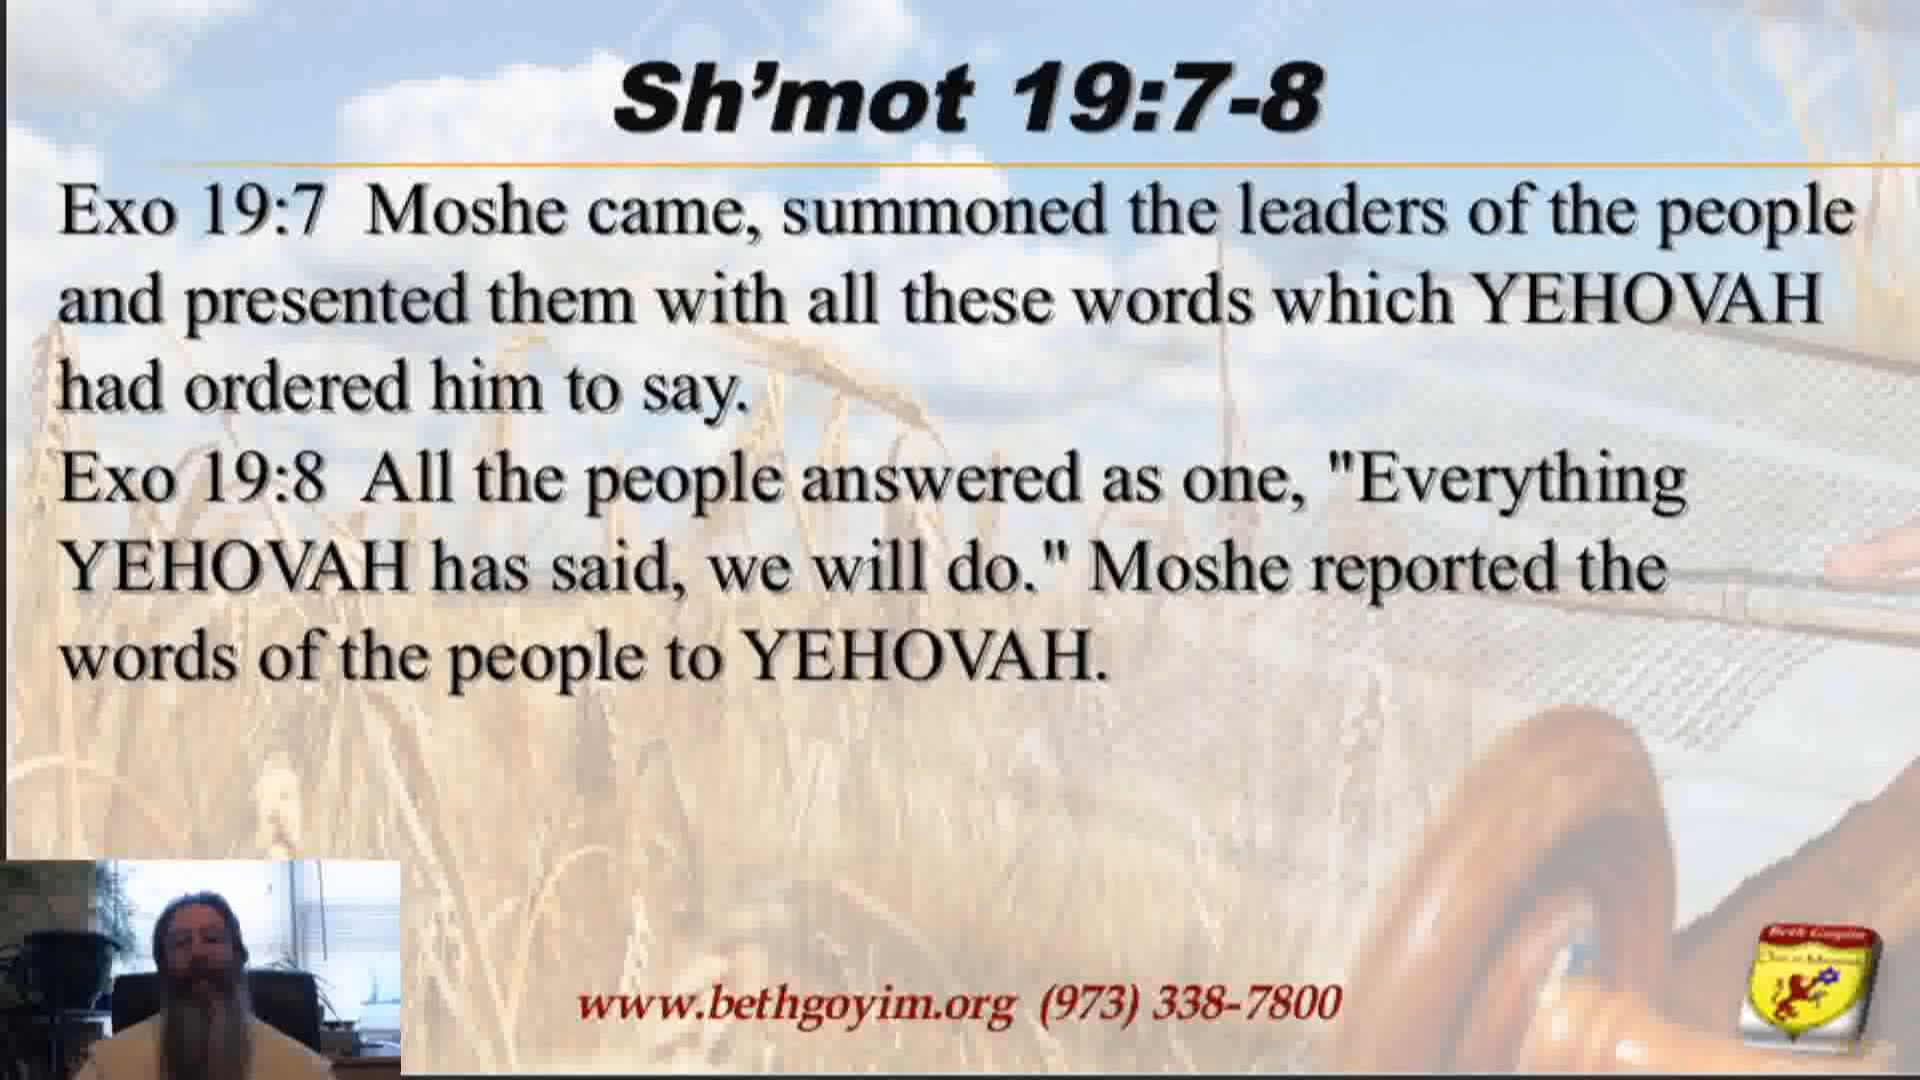 Sh’mot 19:7-8
Exo 19:7 Moshe came, summoned the leaders of the people
and presented them with all these words which YEHOVAH
had ordered him to say.
Exo 19:8 All the people answered as one, "Everything
YEHOVAH has said, we will do." Moshe reported the
words of the people to YEHOVAH.
www.bethgoyim.org (973) 338-7800
Beth Goyim